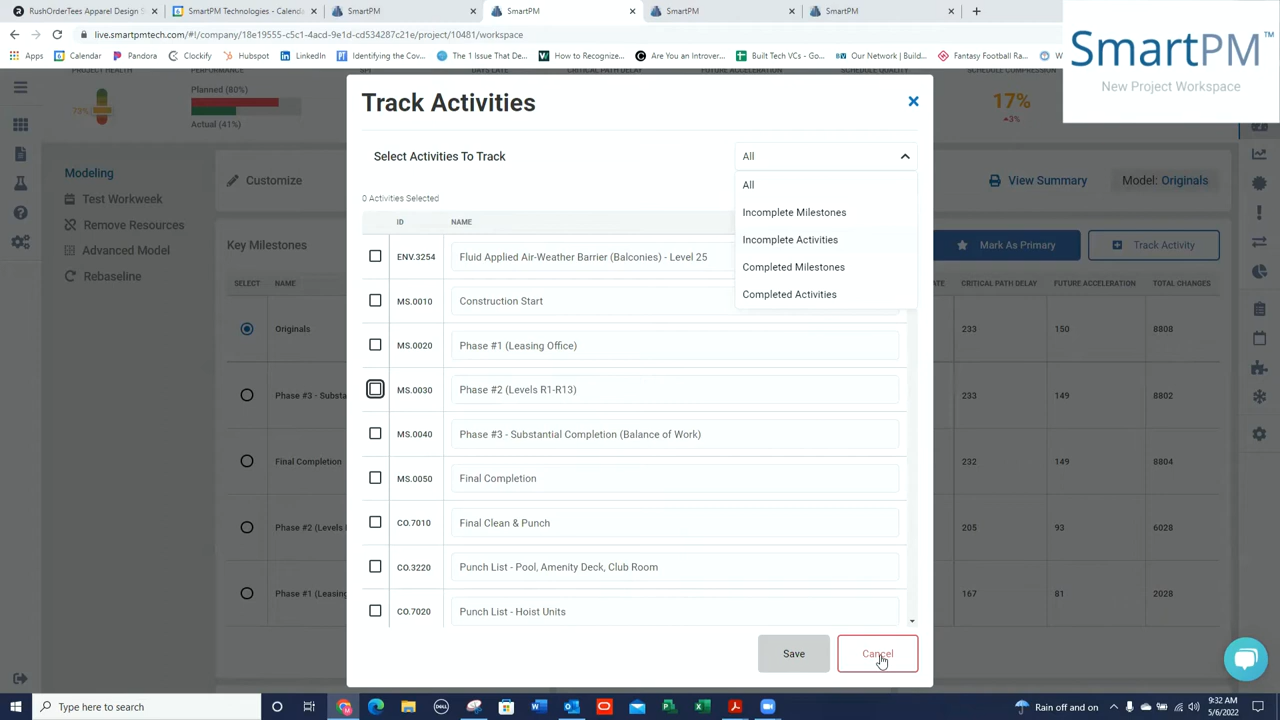 RushOrderTees Apparel Design S
SmartPM Technologies - Calenda
SmartPM
SmartPM
SmartPM
SmartPM
live.smartpmtech.com/#!/company/18e19555-c5c1-4acd-9e1d-cd534287c21e/project/10481/workspace
Apps
Calendar
Pandora
Clockify
Hubspot
LinkedIn
Identifying the Cov...
The 1 Issue That De...
How to Recognize...
Are You an Introver...
Built Tech VCs - Go...
Our Network | Build...
Fantasy Football Ra...
SmartPM™
New Project Workspace
PROJECT HEALTH
PERFORMANCE
SPI
DAYS LATE
CRITICAL PATH DELAY
FUTURE ACCELERATION
SCHEDULE QUALITY
SCHEDULE COMPRESSION
73%
Planned (80%)
Actual (41%)
17%
▲3%
Modeling
Test Workweek
Remove Resources
Advanced Model
Rebaseline
Customize
View Summary
Model: Originals
Key Milestones
Mark As Primary
Track Activity
SELECT
NAME
DATE
CRITICAL PATH DELAY
FUTURE ACCELERATION
TOTAL CHANGES
Originals
233
150
8808
Phase #3 - Substa
233
149
8802
Final Completion
232
149
8804
Phase #2 (Levels
205
93
6028
Phase #1 (Leasing
167
81
2028
Track Activities
Select Activities To Track
All
All
Incomplete Milestones
Incomplete Activities
Completed Milestones
Completed Activities
0 Activities Selected
ID
NAME
ENV.3254
Fluid Applied Air-Weather Barrier (Balconies) - Level 25
MS.0010
Construction Start
MS.0020
Phase #1 (Leasing Office)
MS.0030
Phase #2 (Levels R1-R13)
MS.0040
Phase #3 - Substantial Completion (Balance of Work)
MS.0050
Final Completion
CO.7010
Final Clean & Punch
CO.3220
Punch List - Pool, Amenity Deck, Club Room
CO.7020
Punch List - Hoist Units
Save
Cancel
Type here to search
DELL
Rain off and on
9:32 AM
5/6/2022